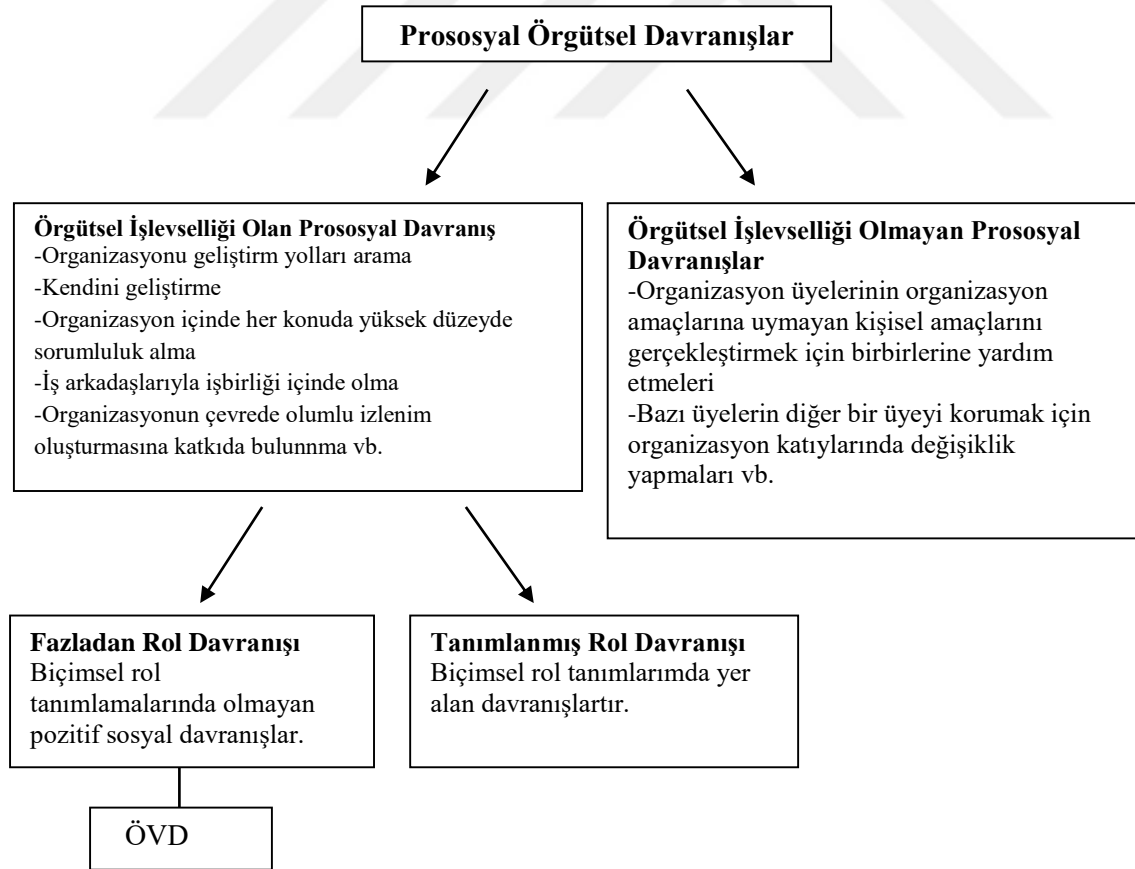 Prososyal Örgütsel Davranışlar
Örgütsel İşlevselliği Olan Prososyal Davranış
-Organizasyonu geliştirm yolları arama
-Kendini geliştirme
-Organizasyon içinde her konuda yüksek düzeyde
sorumluluk alma
-İş arkadaşlarıyla işbirliği içinde olma
-Organizasyonun çevrede olumlu izlenim
oluşturmasına katkıda bulunnma vb.
Örgütsel İşlevselliği Olmayan Prososyal
Davranışlar
-Organizasyon üyelerinin organizasyon
amaçlarına uymayan kişisel amaçlarını
gerçekleştirmek için birbirlerine yardım
etmeleri
-Bazı üyelerin diğer bir üyeyi korumak için
organizasyon katıylarında değişiklik
yapmaları vb.
Fazladan Rol Davranışı
Biçimsel rol
tanımlamalarında olmayan
pozitif sosyal davranışlar.
Tanımlanmış Rol Davranışı
Biçimsel rol tanımlarımda yer
alan davranışlartır.
ÖVD